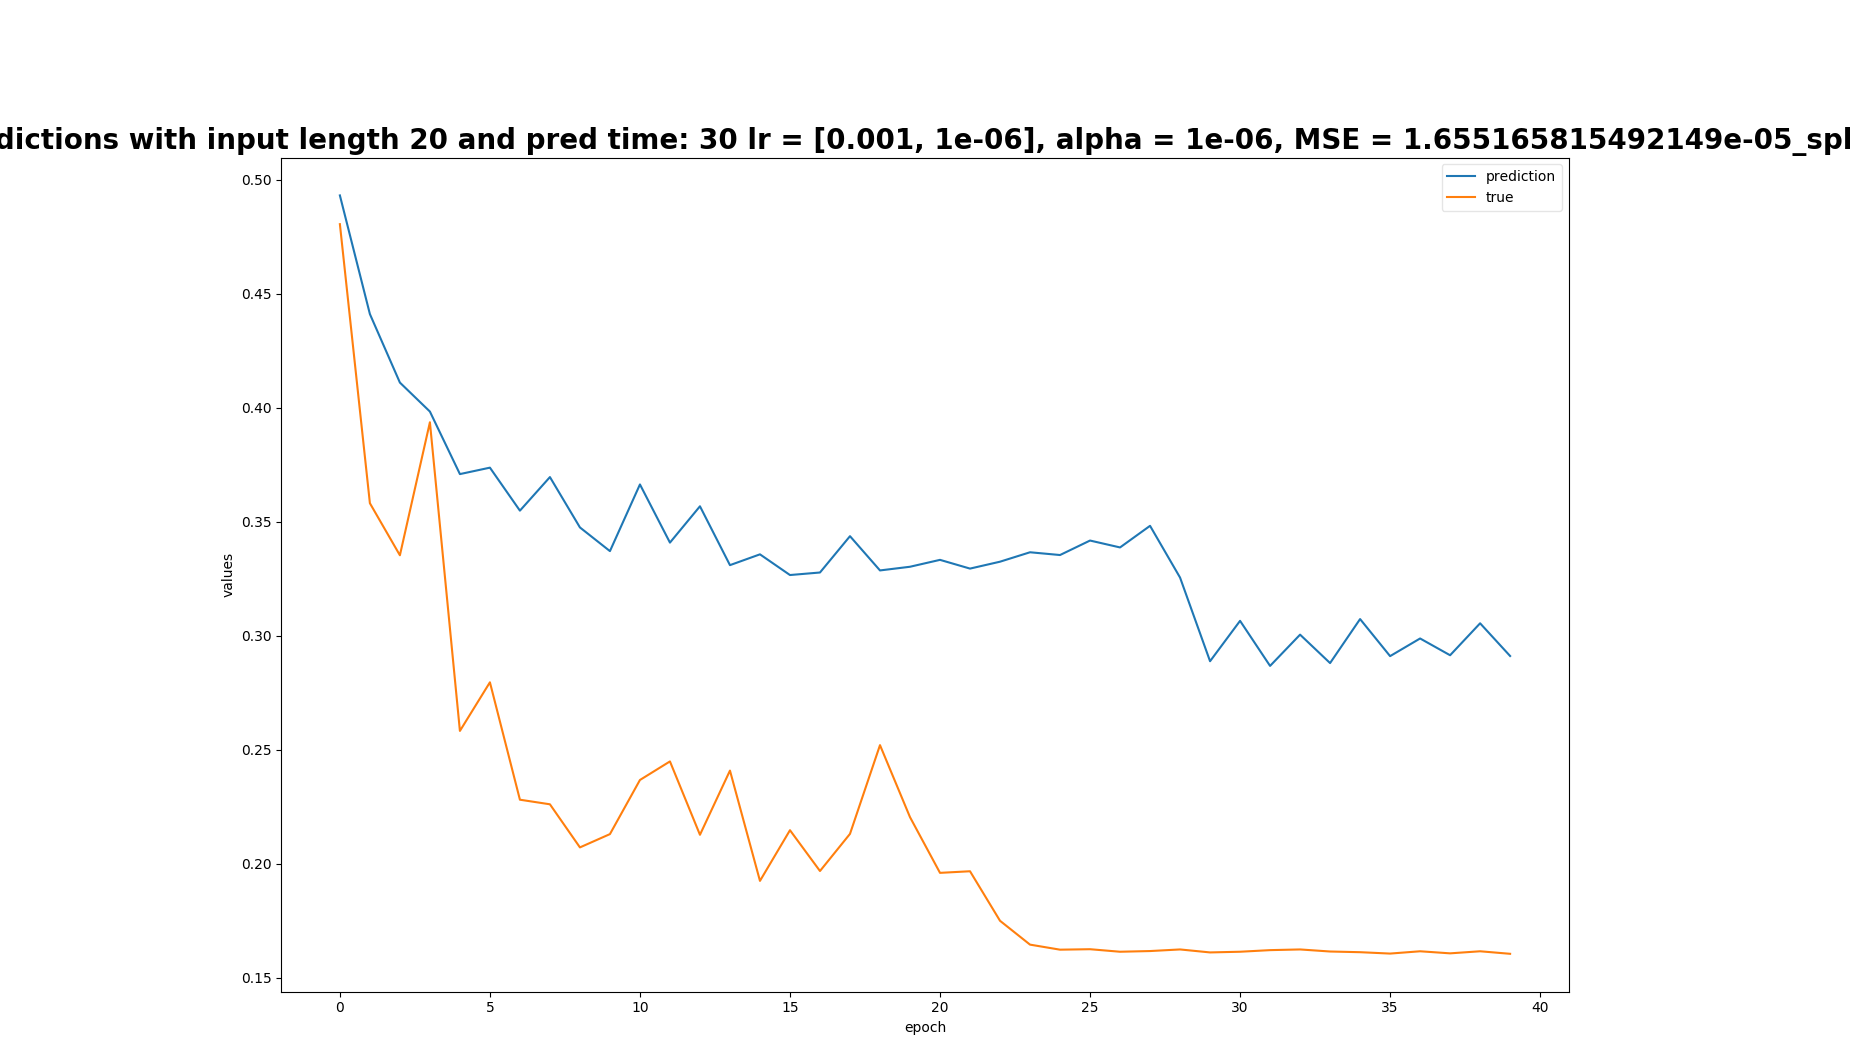 dictions with input length 20 and pred time: 30 lr = [0.001, 1e-06], alpha = 1e-06, MSE = 1.655165815492149e-05_spl
prediction
true
0.50
0.45
0.40
0.35
0.30
0.25
0.20
0.15
values
0 5 10 15 20 25 30 35 40
epoch